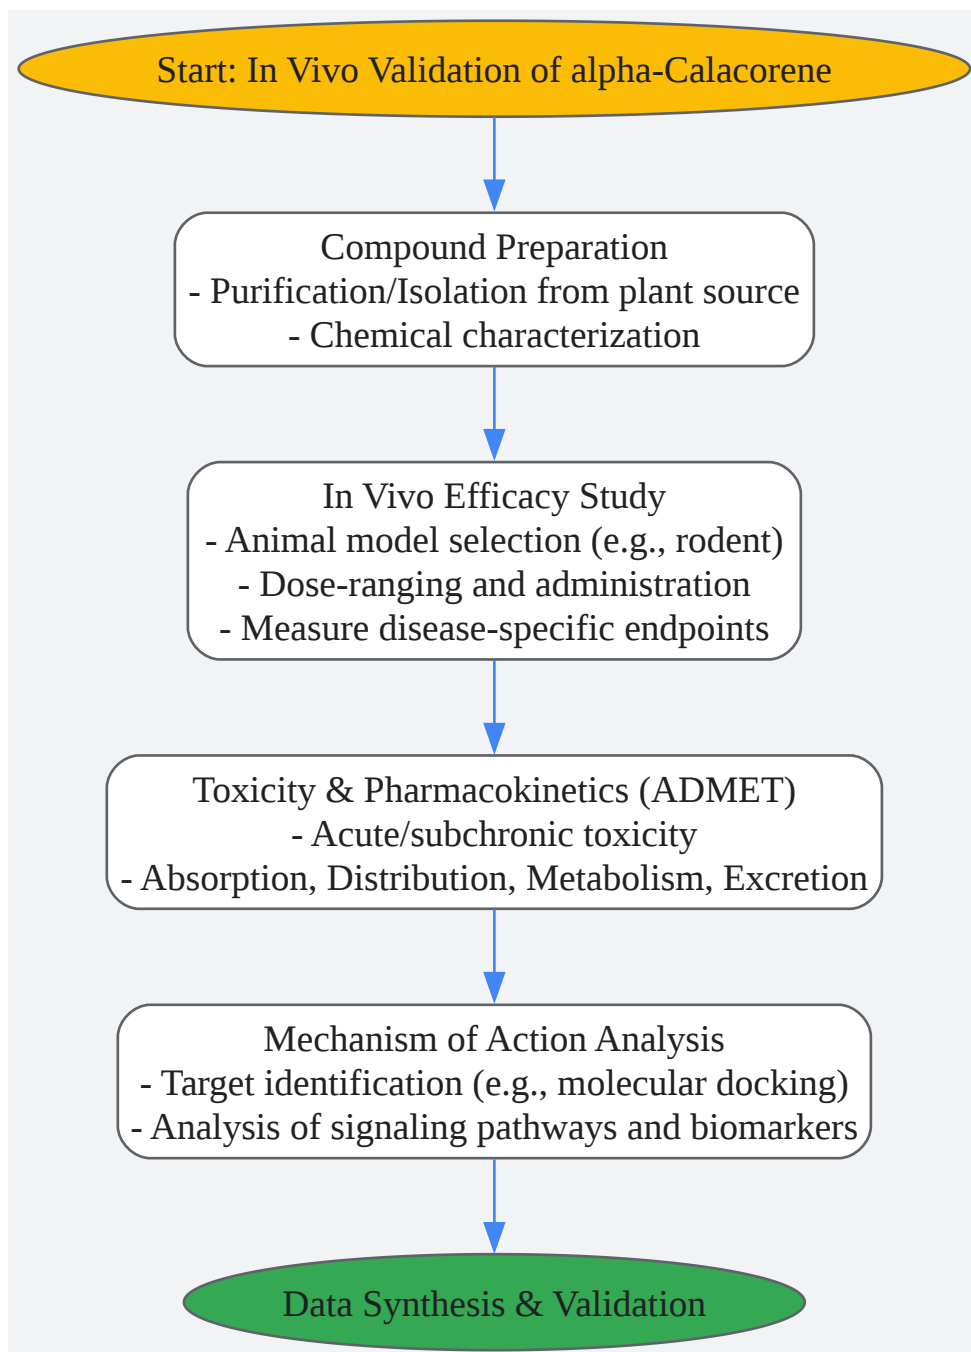 Start: In Vivo Validation of alpha-Calacorene
Compound Preparation
- Purification/Isolation from plant source
- Chemical characterization
In Vivo Efficacy Study
- Animal model selection (e.g., rodent)
- Dose-ranging and administration
- Measure disease-specific endpoints
Toxicity & Pharmacokinetics (ADMET)
- Acute/subchronic toxicity
- Absorption, Distribution, Metabolism, Excretion
Mechanism of Action Analysis
- Target identification (e.g., molecular docking)
- Analysis of signaling pathways and biomarkers
Data Synthesis & Validation